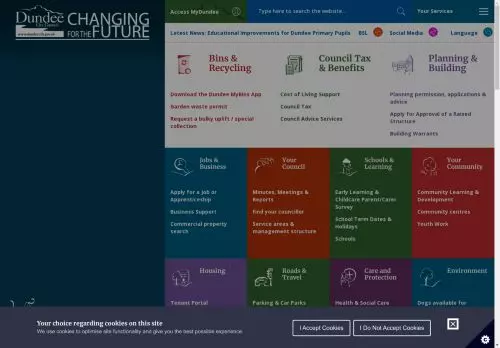 Dundee
City Council
www.dundee.gov.uk
CHANGING
FOR THE
FUTURE
Access MyDundee
Type here to search the website...
Your Services
Latest News: Educational Improvements for Dundee Primary Pupils
BSL
Social Media
Language
Bins &
Recycling
Download the Dundee MyBins App
Garden waste permit
Request a bulky uplift / special
collection
Council Tax
& Benefits
Cost of Living Support
Council Tax
Council Advice Services
Planning &
Building
Planning permission, applications &
advice
Apply for Approval of a Raised
Structure
Building Warrants
Jobs &
Business
Apply for a Job or
Apprenticeship
Business Support
Commercial property
search
Your
Council
Minutes, Meetings &
Reports
Find your councillor
Service areas &
management structure
Schools &
Learning
Early Learning &
Childcare Parent/Carer
Survey
School Term Dates &
Holidays
Schools
Your
Community
Community Learning &
Development
Community centres
Youth Work
Housing
Tenant Portal
Roads &
Travel
Parking & Car Parks
Care and
Protection
Health & Social Care
Environment
Dogs available for
Your choice regarding cookies on this site
We use cookies to optimise site functionality and give you the best possible experience.
I Accept Cookies
I Do Not Accept Cookies